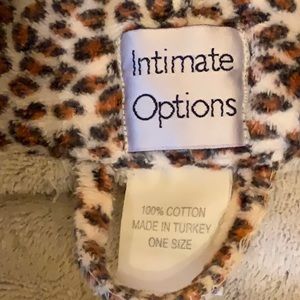 Intimate
Options
100% COTTON
MADE IN TURKEY
ONE SIZE